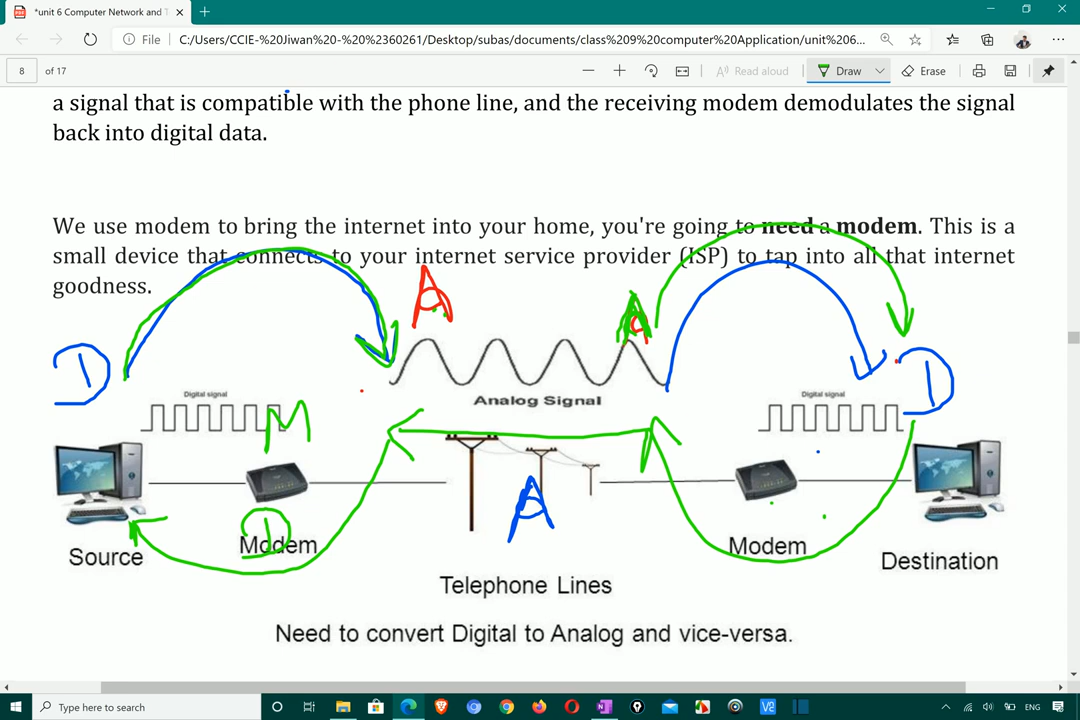 *unit 6 Computer Network and T
File
C:/Users/CCIE-%20Jiwan%20-%20%2360261/Desktop/subas/documents/class%209%20computer%20Application/unit%206...
8 of 17
Read aloud
Draw
Erase
a signal that is compatible with the phone line, and the receiving modem demodulates the signal
back into digital data.
We use modem to bring the internet into your home, you're going to need a modem. This is a
small device that connects to your internet service provider (ISP) to tap into all that internet
goodness.
A
A
D
D
Digital signal
Analog Signal
Digital signal
M
A
D
Source
Modem
Modem
Destination
Telephone Lines
Need to convert Digital to Analog and vice-versa.
Type here to search
ENG